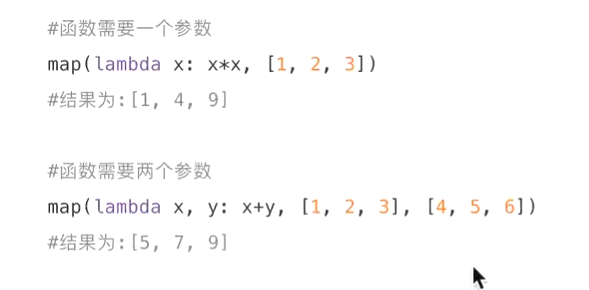 #函数需要一个参数
map(lambda x: x*x, [1, 2, 3])
#结果为:[1, 4, 9]
#函数需要两个参数
map(lambda x, y: x+y, [1, 2, 3], [4, 5, 6])
#结果为:[5, 7, 9]